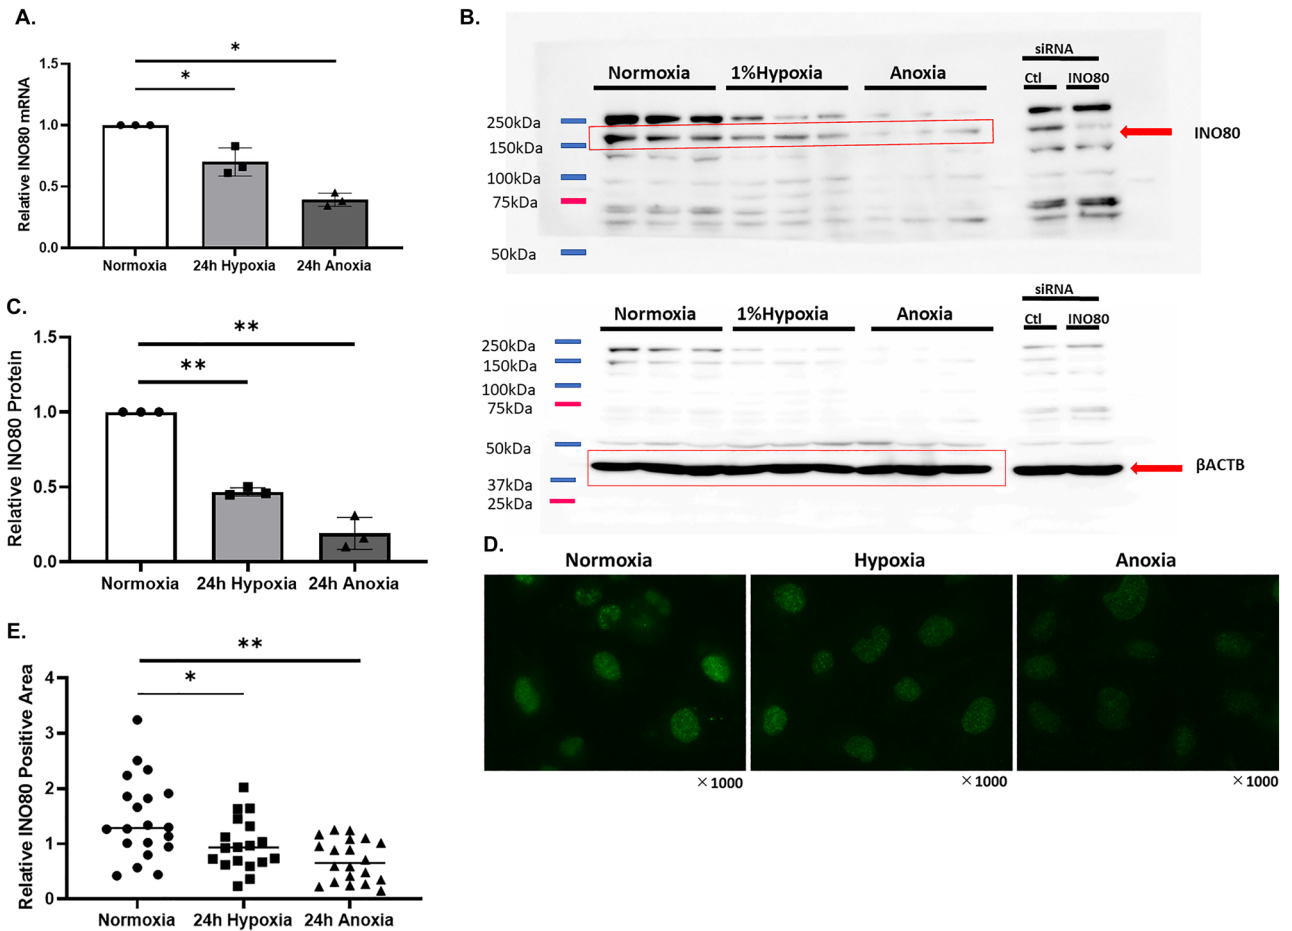 A.
*
*
1.5
1.0
0.5
0.0
Relative INO80 mRNA
Normoxia 24h Hypoxia 24h Anoxia
B.
Normoxia 1%Hypoxia Anoxia
siRNA
Ctl INO80
250kDa
150kDa
100kDa
75kDa
50kDa
INO80
Normoxia 1%Hypoxia Anoxia
siRNA
Ctl INO80
250kDa
150kDa
100kDa
75kDa
50kDa
37kDa
25kDa
βACTB
C.
**
**
1.5
1.0
0.5
0.0
Relative INO80 Protein
Normoxia 24h Hypoxia 24h Anoxia
D.
Normoxia Hypoxia Anoxia
×1000 ×1000 ×1000
E.
**
*
4
3
2
1
0
Relative INO80 Positive Area
Normoxia 24h Hypoxia 24h Anoxia